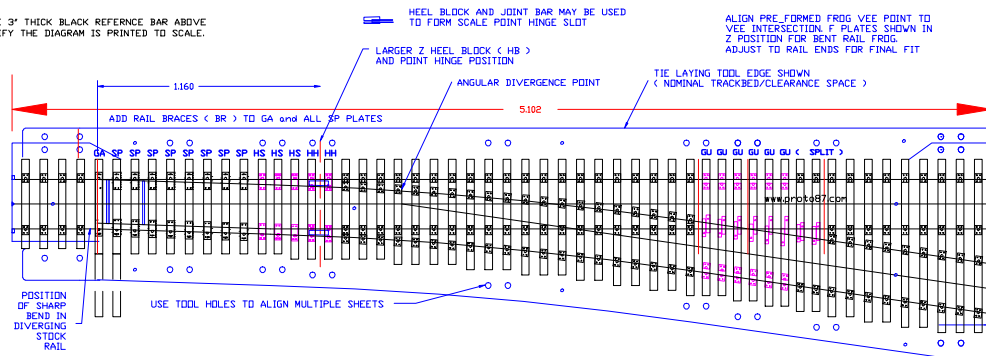 3" THICK BLACK REFERNCE BAR ABOVE
FY THE DIAGRAM IS PRINTED TO SCALE.
HEEL BLOCK AND JOINT BAR MAY BE USED
TO FORM SCALE POINT HINGE SLOT
ALIGN PRE_FORMED FROG VEE POINT TO
VEE INTERSECTION. F PLATES SHOWN IN
Z POSITION FOR BENT RAIL FROG.
ADJUST TO RAIL ENDS FOR FINAL FIT
LARGER Z HEEL BLOCK ( HB )
AND POINT HINGE POSITION
ANGULAR DIVERGENCE POINT
TIE LAYING TOOL EDGE SHOWN
( NOMINAL TRACKBED/CLEARANCE SPACE )
1.160
5.102
ADD RAIL BRACES ( BR ) TO GA and ALL SP PLATES
GA SP SP SP SP SP SP SP SP HS HS HS HH HH
GU GU GU GU GU GU ( SPLIT )
www.proto87.com
POSITION
OF SHARP
BEND IN
DIVERGING
STOCK
RAIL
USE TOOL HOLES TO ALIGN MULTIPLE SHEETS